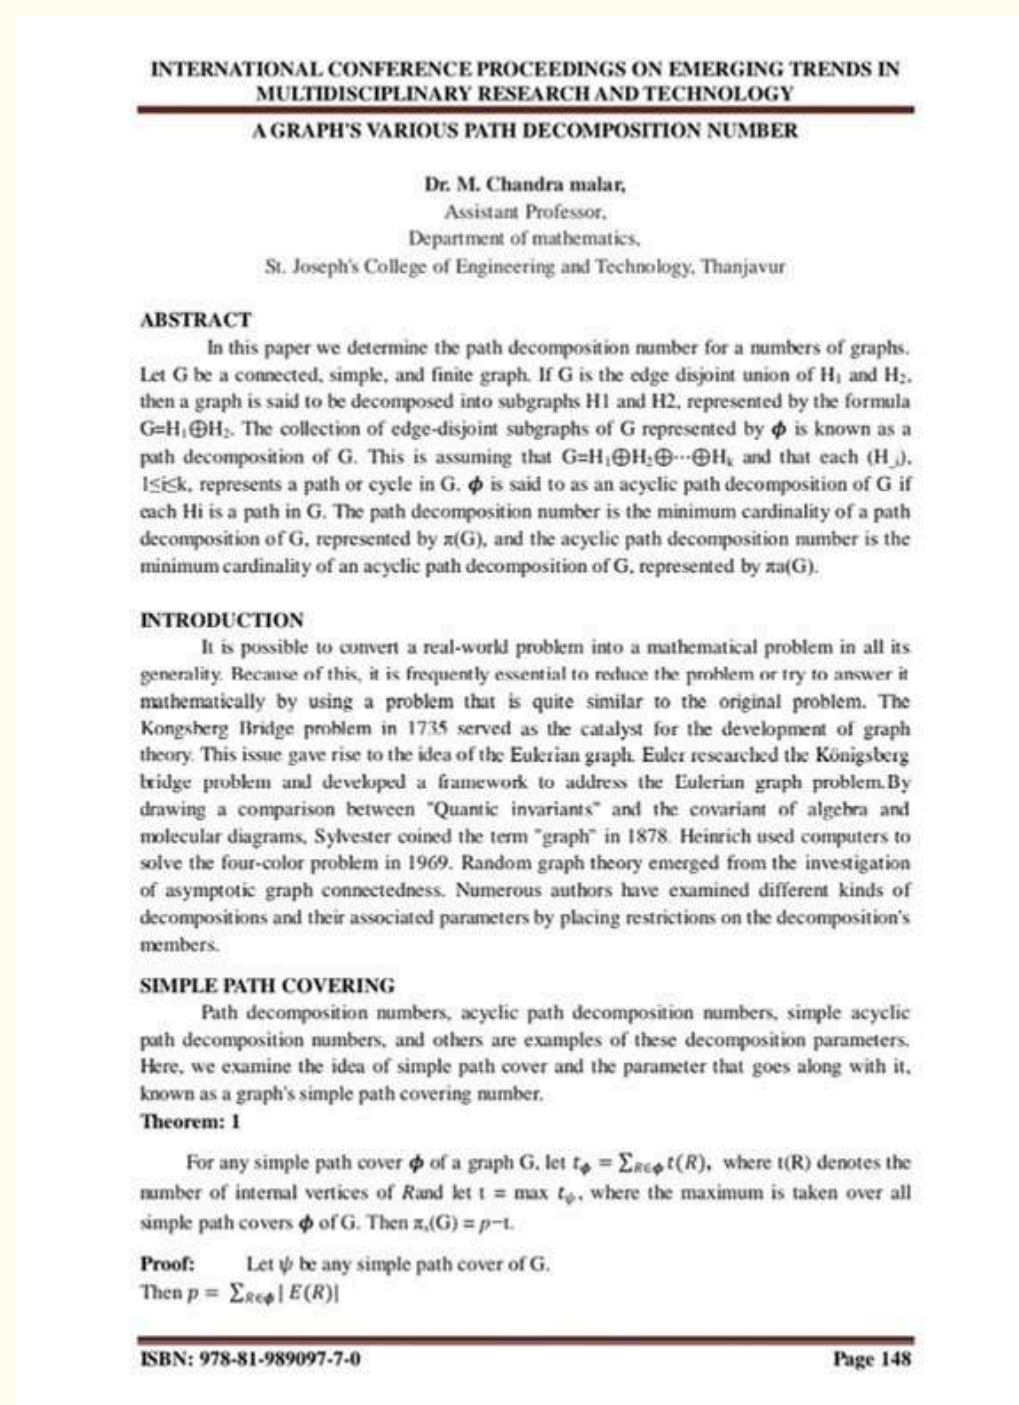 INTERNATIONAL CONFERENCE PROCEEDINGS ON EMERGING TRENDS IN
MULTIDISCIPLINARY RESEARCH AND TECHNOLOGY
A GRAPH'S VARIOUS PATH DECOMPOSITION NUMBER
Dr. M. Chandra malar,
Assistant Professor,
Department of mathematics,
St. Joseph's College of Engineering and Technology, Thanjavur
ABSTRACT
In this paper we determine the path decomposition number for a numbers of graphs.
Let G be a connected, simple, and finite graph. If G is the edge disjoint union of H₁ and H₂,
then a graph is said to be decomposed into subgraphs H1 and H2, represented by the formula
G=H₁⊕H₂. The collection of edge-disjoint subgraphs of G represented by ϕ is known as a
path decomposition of G. This is assuming that G=H₁⊕H₂⊕···⊕Hₖ and that each (H_i),
1≤i≤k, represents a path or cycle in G. ϕ is said to as an acyclic path decomposition of G if
each Hi is a path in G. The path decomposition number is the minimum cardinality of a path
decomposition of G, represented by π(G), and the acyclic path decomposition number is the
minimum cardinality of an acyclic path decomposition of G, represented by πa(G).
INTRODUCTION
It is possible to convert a real-world problem into a mathematical problem in all its
generality. Because of this, it is frequently essential to reduce the problem or try to answer it
mathematically by using a problem that is quite similar to the original problem. The
Kongsberg Bridge problem in 1735 served as the catalyst for the development of graph
theory. This issue gave rise to the idea of the Eulerian graph. Euler researched the Königsberg
bridge problem and developed a framework to address the Eulerian graph problem.By
drawing a comparison between "Quantic invariants" and the covariant of algebra and
molecular diagrams, Sylvester coined the term "graph" in 1878. Heinrich used computers to
solve the four-color problem in 1969. Random graph theory emerged from the investigation
of asymptotic graph connectedness. Numerous authors have examined different kinds of
decompositions and their associated parameters by placing restrictions on the decomposition's
members.
SIMPLE PATH COVERING
Path decomposition numbers, acyclic path decomposition numbers, simple acyclic
path decomposition numbers, and others are examples of these decomposition parameters.
Here, we examine the idea of simple path cover and the parameter that goes along with it,
known as a graph's simple path covering number.
Theorem: 1
For any simple path cover ϕ of a graph G, let t_ϕ = ∑_{R∈ϕ} t(R), where t(R) denotes the
number of internal vertices of Rand let t = max t_ψ, where the maximum is taken over all
simple path covers ϕ of G. Then πₛ(G) = p−t.
Proof: Let ψ be any simple path cover of G.
Then p = ∑_{R∈ϕ} | E(R)|
ISBN: 978-81-989097-7-0 Page 148